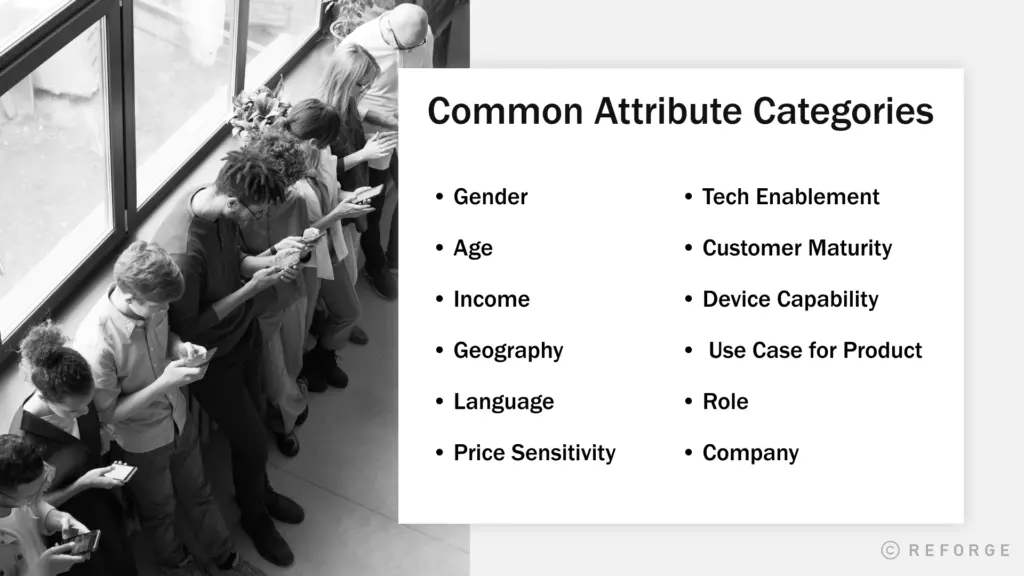 Common Attribute Categories
• Gender
• Age
• Income
• Geography
• Language
• Price Sensitivity
• Tech Enablement
• Customer Maturity
• Device Capability
• Use Case for Product
• Role
• Company
© REFORGE